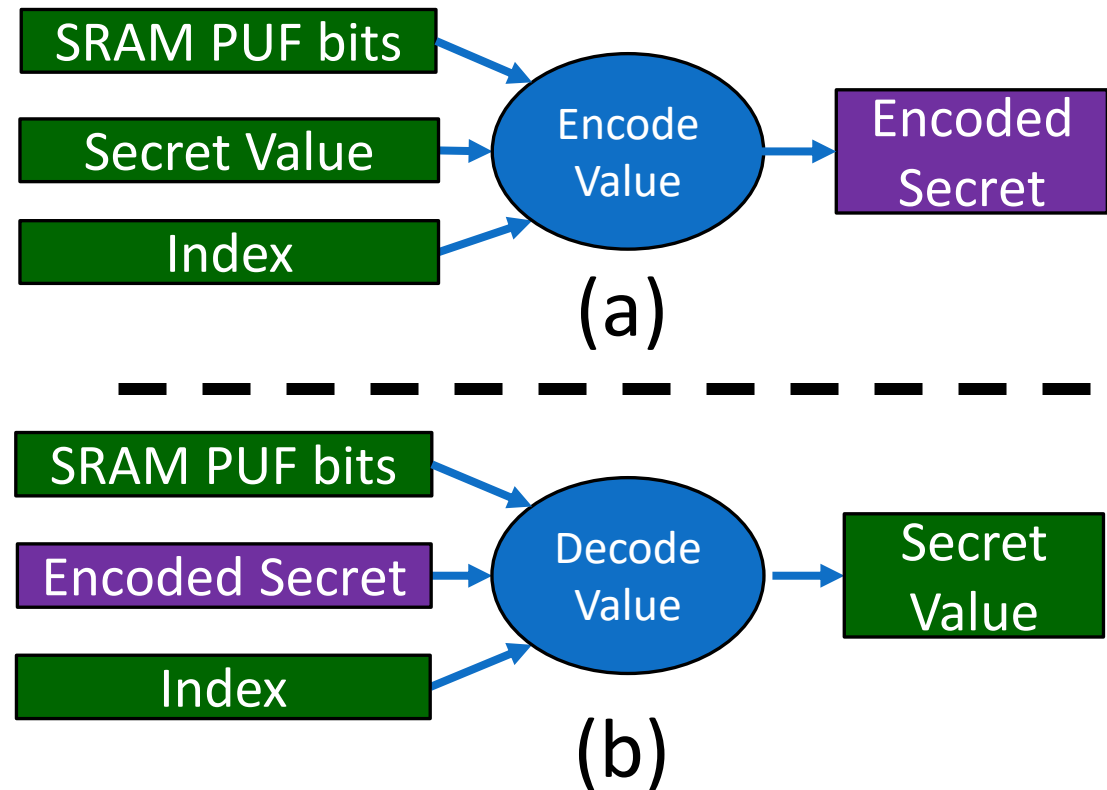 SRAM PUF bits
Secret Value
Index
Encode
Value
Encoded
Secret
(a)
SRAM PUF bits
Encoded Secret
Index
Decode
Value
Secret
Value
(b)